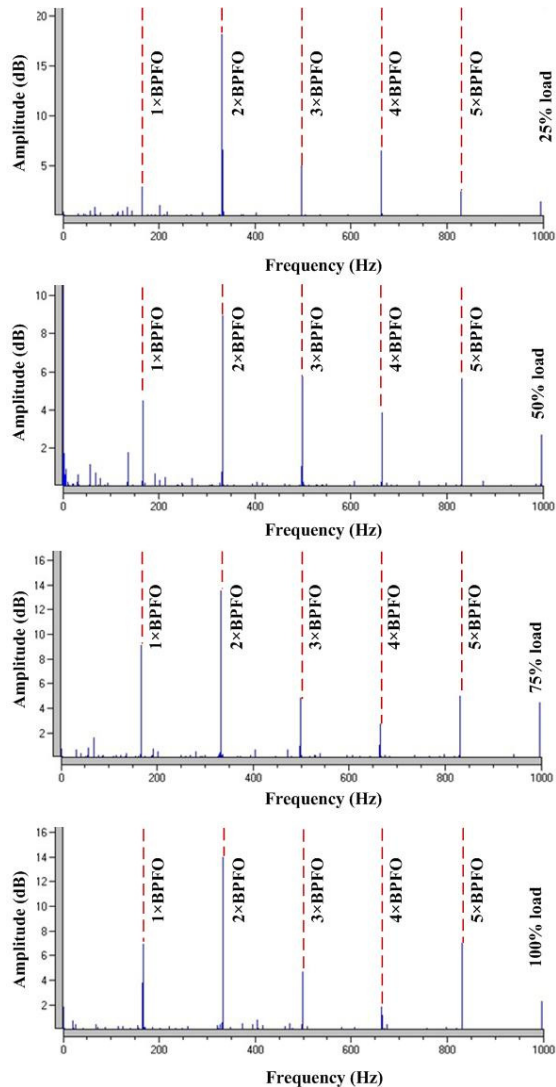 20
15
10
5
Amplitude (dB)
1×BPFO
2×BPFO
3×BPFO
4×BPFO
5×BPFO
25% load
0 200 400 600 800 1000
Frequency (Hz)
10
8
6
4
2
Amplitude (dB)
1×BPFO
2×BPFO
3×BPFO
4×BPFO
5×BPFO
50% load
0 200 400 600 800 1000
Frequency (Hz)
16
14
12
10
8
6
4
2
Amplitude (dB)
1×BPFO
2×BPFO
3×BPFO
4×BPFO
5×BPFO
75% load
0 200 400 600 800 1000
Frequency (Hz)
16
14
12
10
8
6
4
2
Amplitude (dB)
1×BPFO
2×BPFO
3×BPFO
4×BPFO
5×BPFO
100% load
0 200 400 600 800 1000
Frequency (Hz)